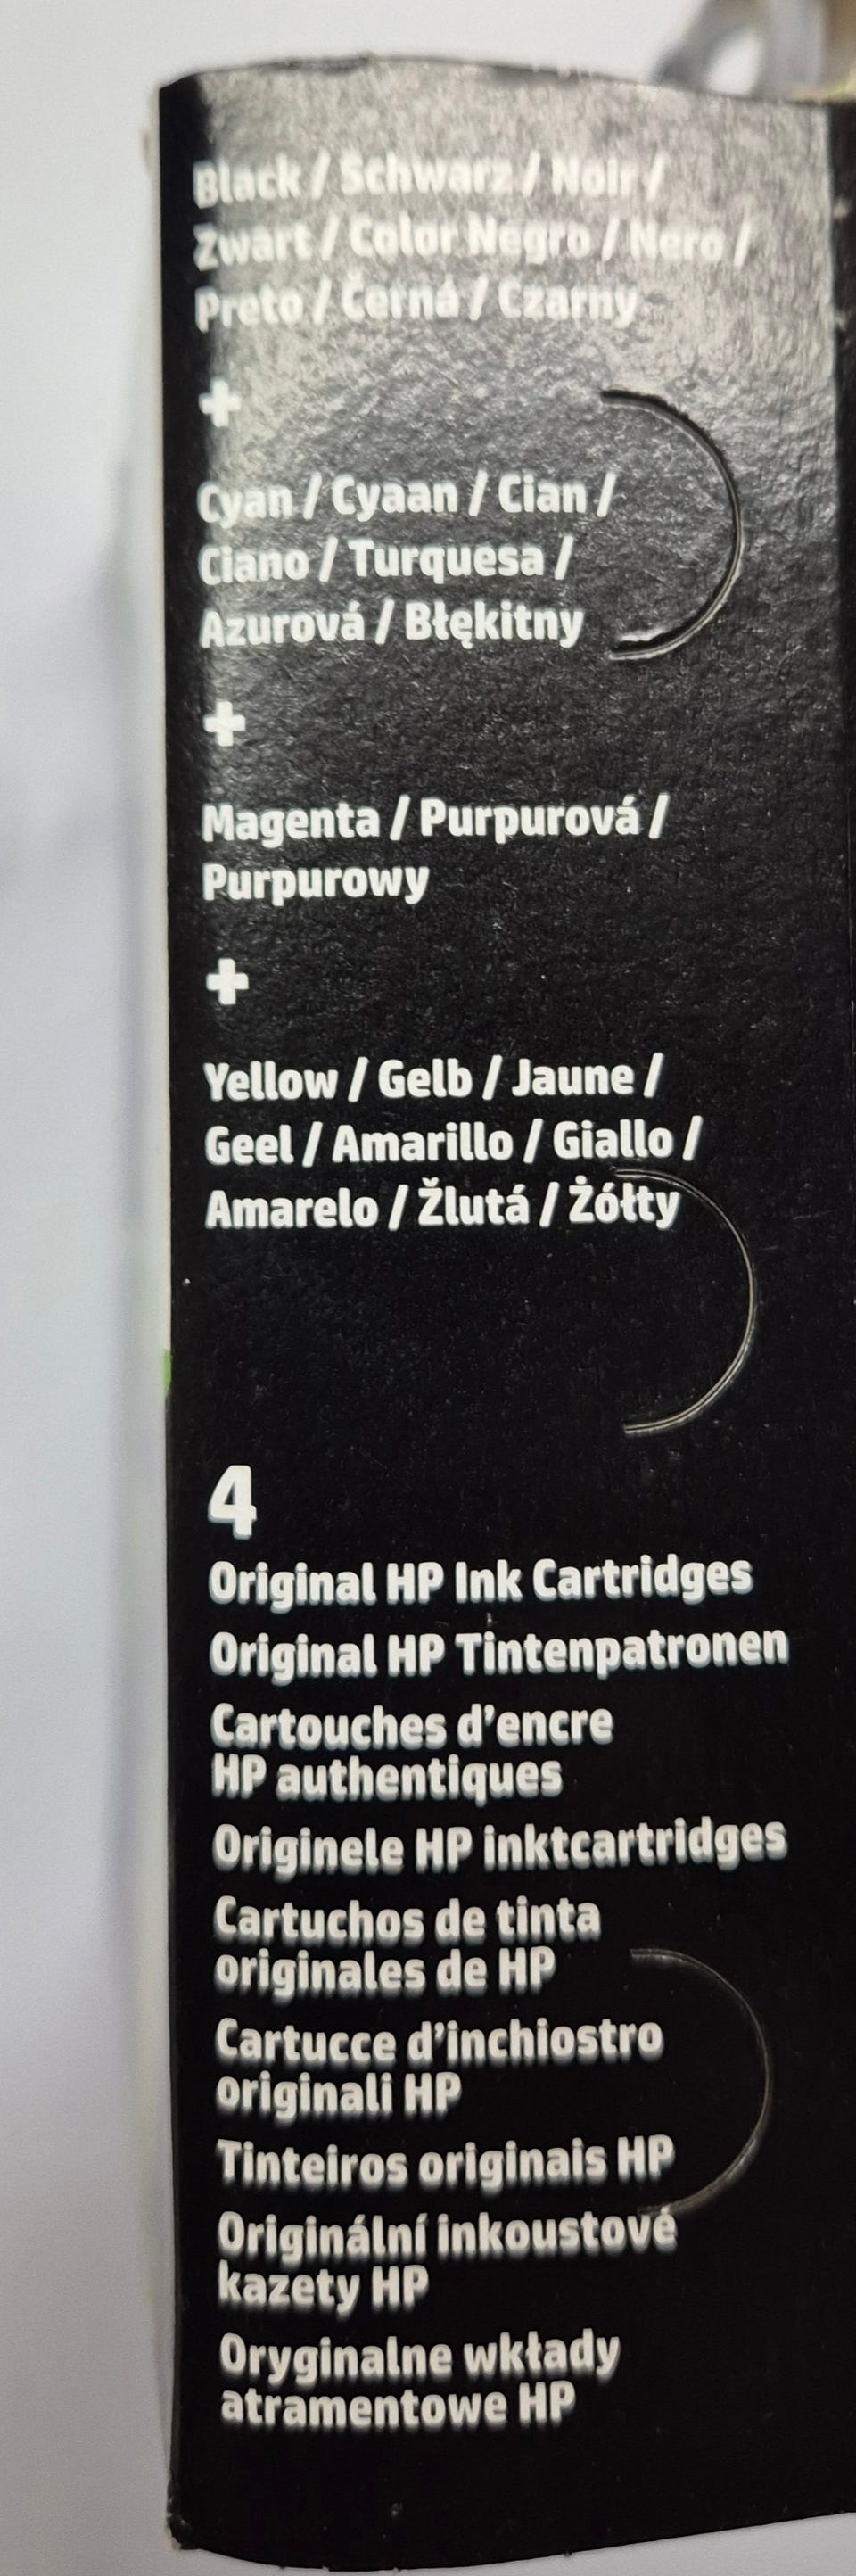 Black / Schwarz / Noir /
Zwart / Color Negro / Nero /
Preto / Černá / Czarny
+
Cyan / Cyaan / Cian /
Ciano / Turquesa /
Azurová / Błękitny
+
Magenta / Purpurová /
Purpurowy
+
Yellow / Gelb / Jaune /
Geel / Amarillo / Giallo /
Amarelo / Žlutá / Żółty
4
Original HP Ink Cartridges
Original HP Tintenpatronen
Cartouches d’encre
HP authentiques
Originele HP inktcartridges
Cartuchos de tinta
originales de HP
Cartucce d’inchiostro
originali HP
Tinteiros originais HP
Originální inkoustové
kazety HP
Oryginalne wkłady
atramentowe HP